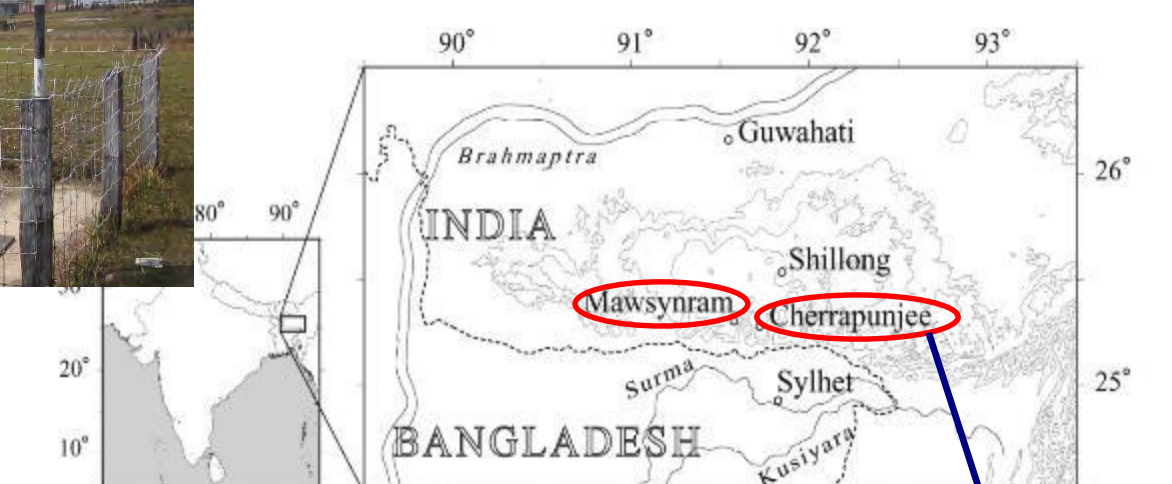 90° 91° 92° 93°
Guwahati
Brahmaptra
26°
80° 90°
INDIA
Shillong
Mawsynram
Cherrapunjee
20°
Surma
Sylhet
25°
BANGLADESH
10°
Kusiyara